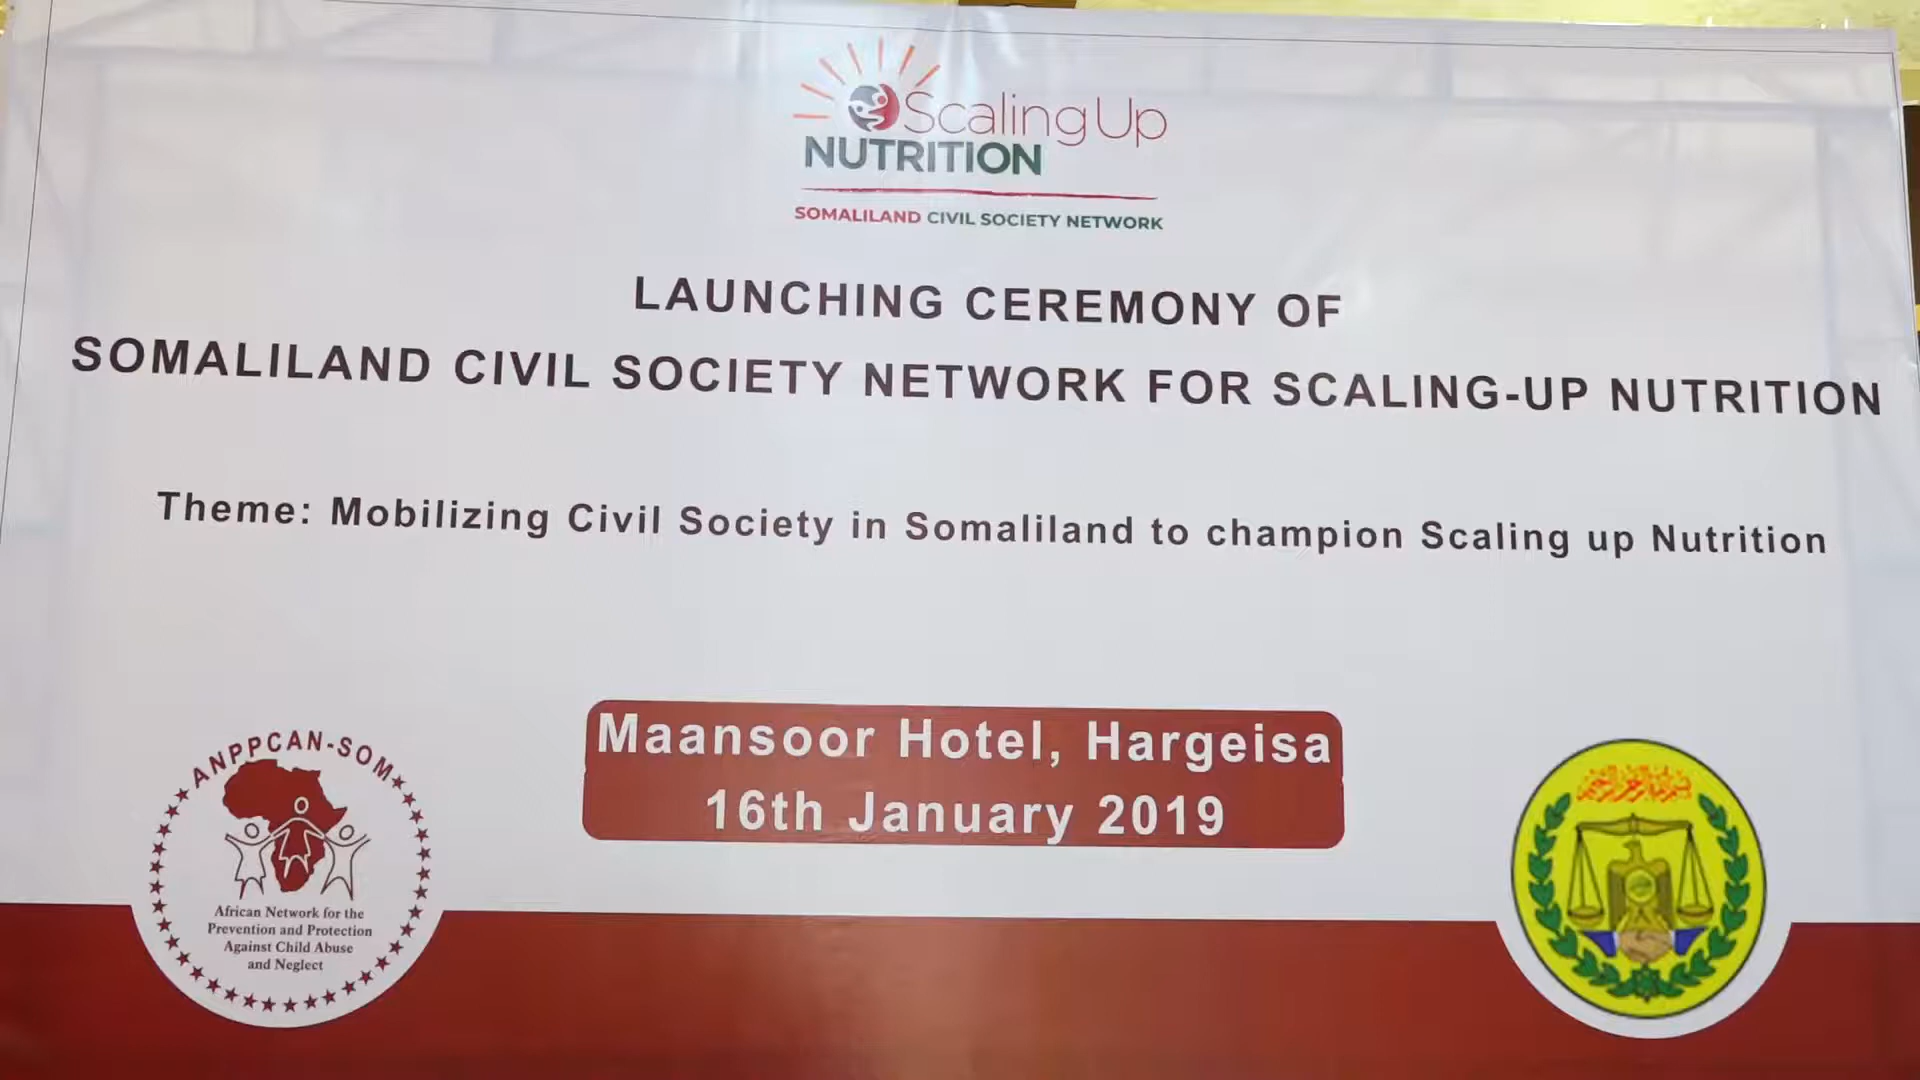 Scaling Up
NUTRITION
SOMALILAND CIVIL SOCIETY NETWORK
LAUNCHING CEREMONY OF
SOMALILAND CIVIL SOCIETY NETWORK FOR SCALING-UP NUTRITION
Theme: Mobilizing Civil Society in Somaliland to champion Scaling up Nutrition
Maansoor Hotel, Hargeisa
16th January 2019
ANPPCAN-SOM
African Network for the
Prevention and Protection
Against Child Abuse
and Neglect